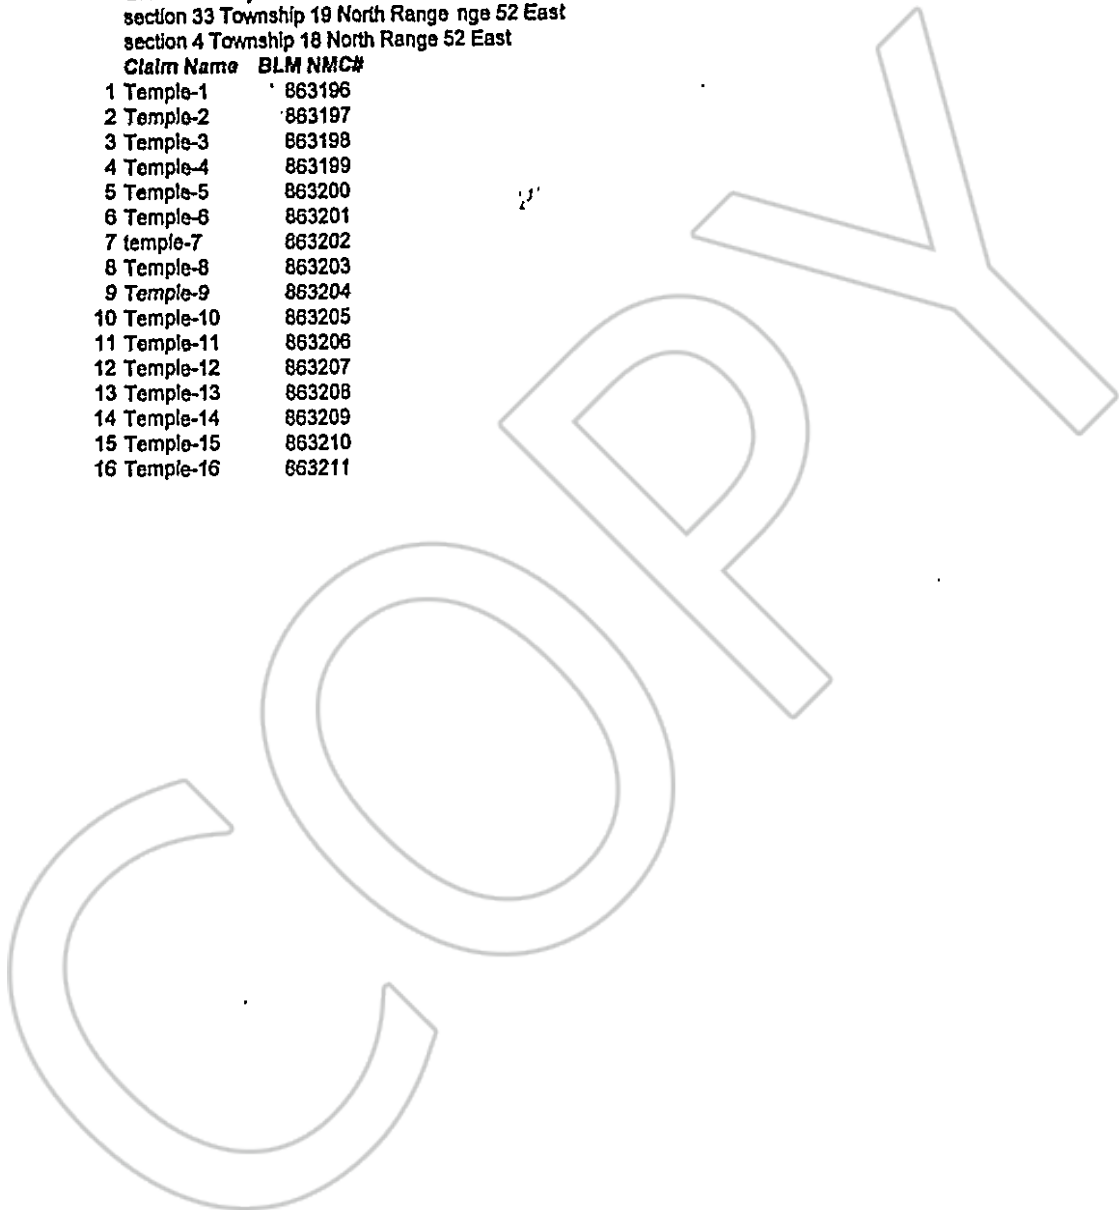 section 33 Township 19 North Range nge 52 East
section 4 Township 18 North Range 52 East
Claim Name BLM NMC#
1 Temple-1 863196
2 Temple-2 863197
3 Temple-3 863198
4 Temple-4 863199
5 Temple-5 863200
6 Temple-6 863201
7 temple-7 863202
8 Temple-8 863203
9 Temple-9 863204
10 Temple-10 863205
11 Temple-11 863206
12 Temple-12 863207
13 Temple-13 863208
14 Temple-14 863209
15 Temple-15 863210
16 Temple-16 863211
COPY